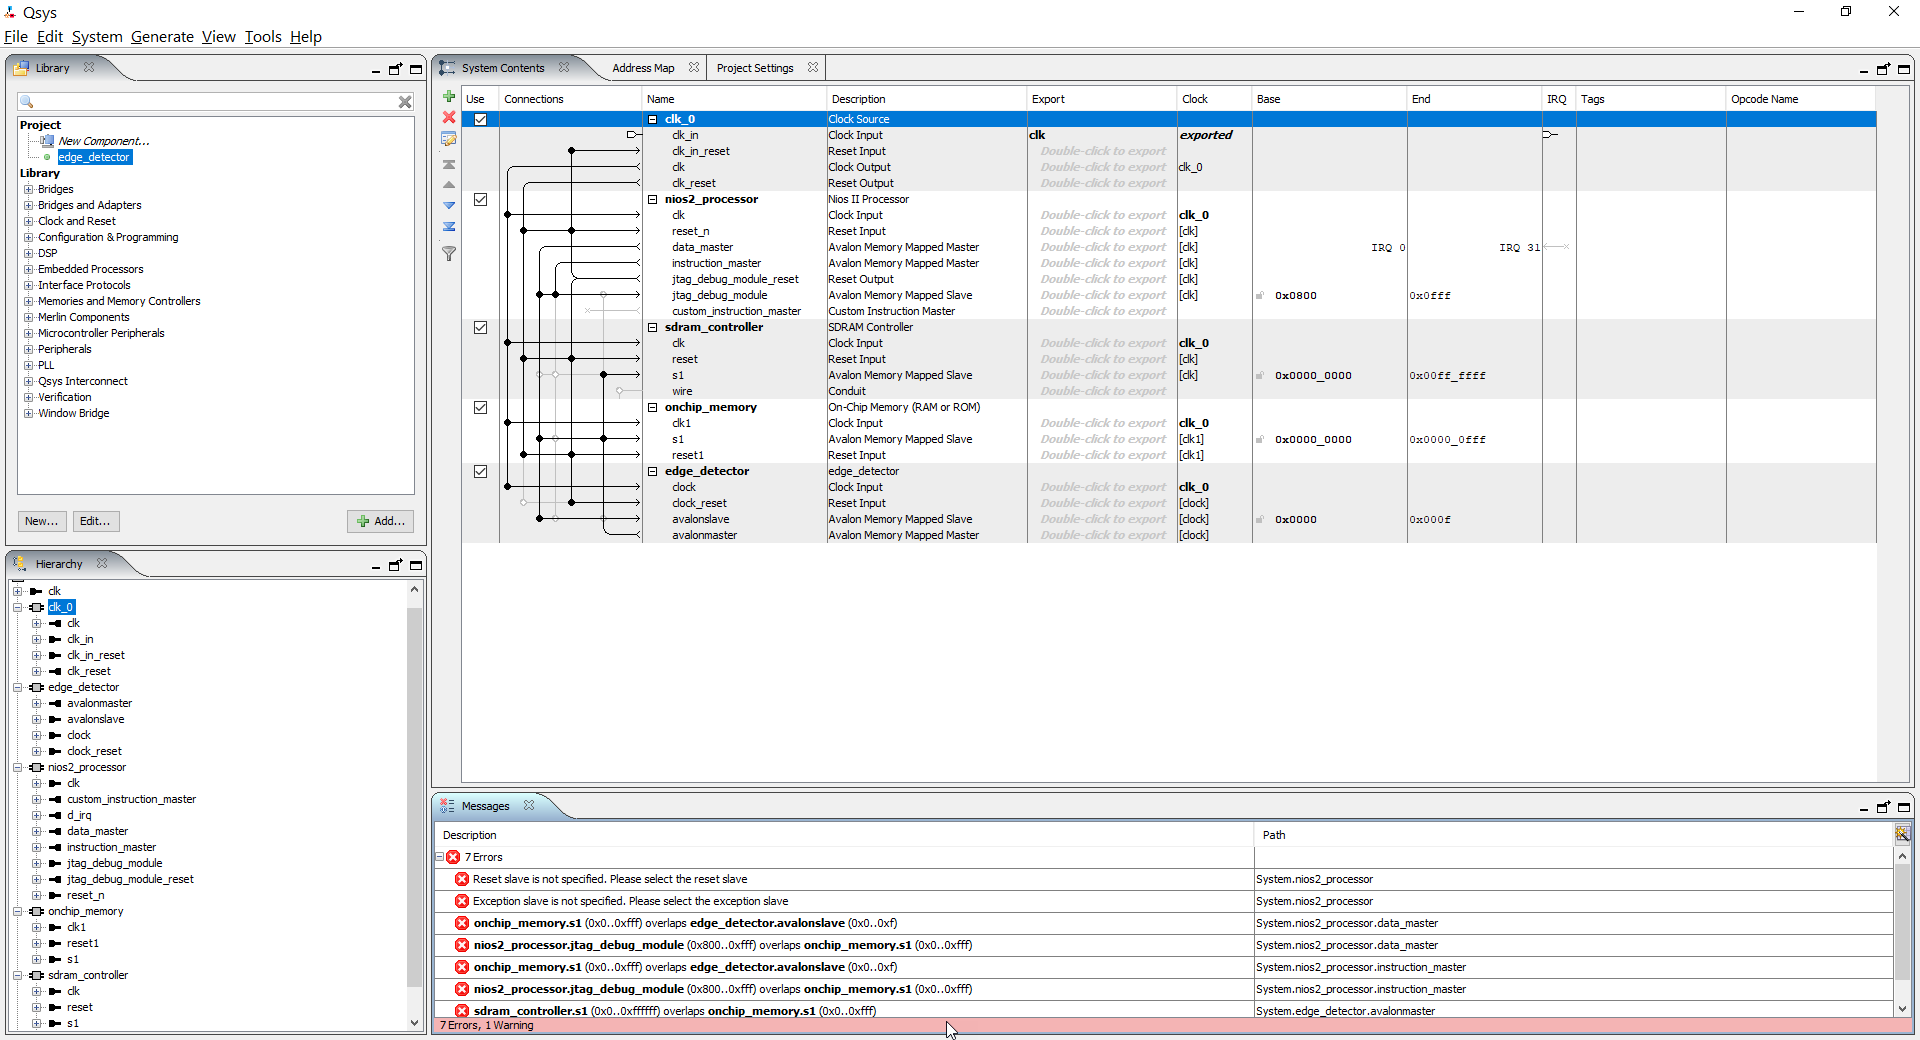 Qsys
File Edit System Generate View Tools Help
Library
Project
New Component...
edge_detector
Library
Bridges
Bridges and Adapters
Clock and Reset
Configuration & Programming
DSP
Embedded Processors
Interface Protocols
Memories and Memory Controllers
Merlin Components
Microcontroller Peripherals
Peripherals
PLL
Qsys Interconnect
Verification
Window Bridge
New... Edit... Add...
Hierarchy
clk
clk_0
clk
clk_in
clk_in_reset
clk_reset
edge_detector
avalonmaster
avalonslave
clock
clock_reset
nios2_processor
clk
custom_instruction_master
d_irq
data_master
instruction_master
jtag_debug_module
jtag_debug_module_reset
reset_n
onchip_memory
clk1
reset1
s1
sdram_controller
clk
reset
s1
System Contents Address Map Project Settings
Use Connections Name Description Export Clock Base End IRQ Tags Opcode Name
clk_0 Clock Source
clk_in Clock Input clk exported
clk_in_reset Reset Input Double-click to export
clk Clock Output Double-click to export clk_0
clk_reset Reset Output Double-click to export
nios2_processor Nios II Processor
clk Clock Input Double-click to export clk_0
reset_n Reset Input Double-click to export [clk]
data_master Avalon Memory Mapped Master Double-click to export [clk] IRQ 0 IRQ 31
instruction_master Avalon Memory Mapped Master Double-click to export [clk]
jtag_debug_module_reset Reset Output Double-click to export [clk]
jtag_debug_module Avalon Memory Mapped Slave Double-click to export [clk] 0x0800 0x0fff
custom_instruction_master Custom Instruction Master Double-click to export
sdram_controller SDRAM Controller
clk Clock Input Double-click to export clk_0
reset Reset Input Double-click to export [clk]
s1 Avalon Memory Mapped Slave Double-click to export [clk] 0x0000_0000 0x00ff_ffff
wire Conduit Double-click to export
onchip_memory On-Chip Memory (RAM or ROM)
clk1 Clock Input Double-click to export clk_0
s1 Avalon Memory Mapped Slave Double-click to export [clk1] 0x0000_0000 0x0000_0fff
reset1 Reset Input Double-click to export [clk1]
edge_detector edge_detector
clock Clock Input Double-click to export clk_0
clock_reset Reset Input Double-click to export [clock]
avalonslave Avalon Memory Mapped Slave Double-click to export [clock] 0x0000 0x000f
avalonmaster Avalon Memory Mapped Master Double-click to export [clock]
Messages
Description Path
7 Errors
Reset slave is not specified. Please select the reset slave System.nios2_processor
Exception slave is not specified. Please select the exception slave System.nios2_processor
onchip_memory.s1 (0x0..0xfff) overlaps edge_detector.avalonslave (0x0..0xf) System.nios2_processor.data_master
nios2_processor.jtag_debug_module (0x800..0xfff) overlaps onchip_memory.s1 (0x0..0xfff) System.nios2_processor.data_master
onchip_memory.s1 (0x0..0xfff) overlaps edge_detector.avalonslave (0x0..0xf) System.nios2_processor.instruction_master
nios2_processor.jtag_debug_module (0x800..0xfff) overlaps onchip_memory.s1 (0x0..0xfff) System.nios2_processor.instruction_master
sdram_controller.s1 (0x0..0xffffff) overlaps onchip_memory.s1 (0x0..0xfff) System.edge_detector.avalonmaster
7 Errors, 1 Warning